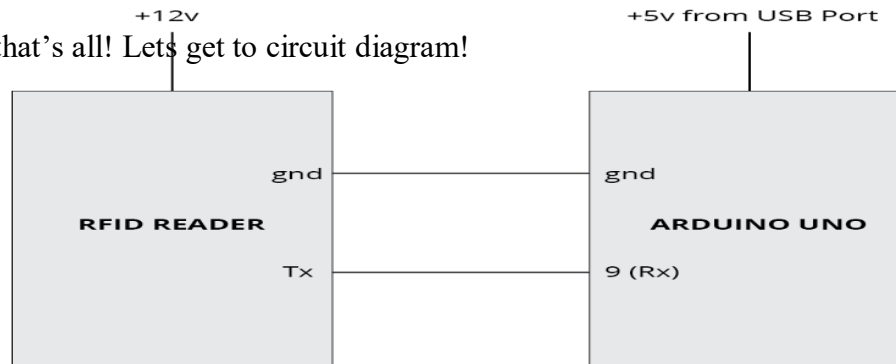 +12v
+5v from USB Port
that’s all! Lets get to circuit diagram!
gnd
gnd
RFID READER
ARDUINO UNO
Tx
9 (Rx)